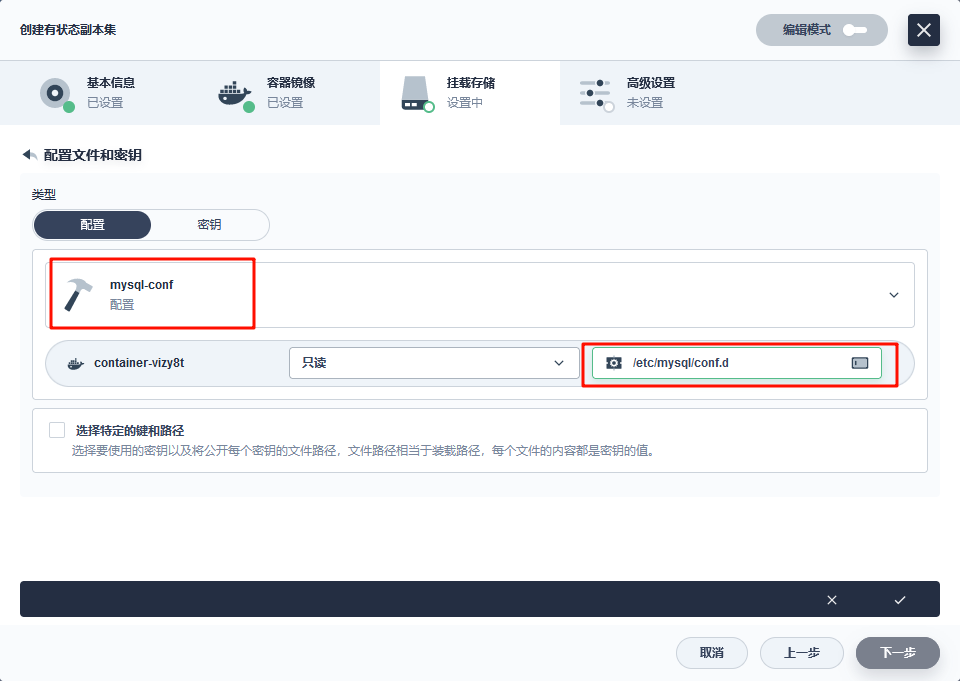 创建有状态副本集
编辑模式
基本信息
已设置
容器镜像
已设置
挂载存储
设置中
高级设置
未设置
配置文件和密钥
类型
配置
密钥
mysql-conf
配置
container-vizy8t
只读
/etc/mysql/conf.d
选择特定的键和路径
选择要使用的密钥以及将公开每个密钥的文件路径，文件路径相当于装载路径，每个文件的内容都是密钥的值。
取消
上一步
下一步